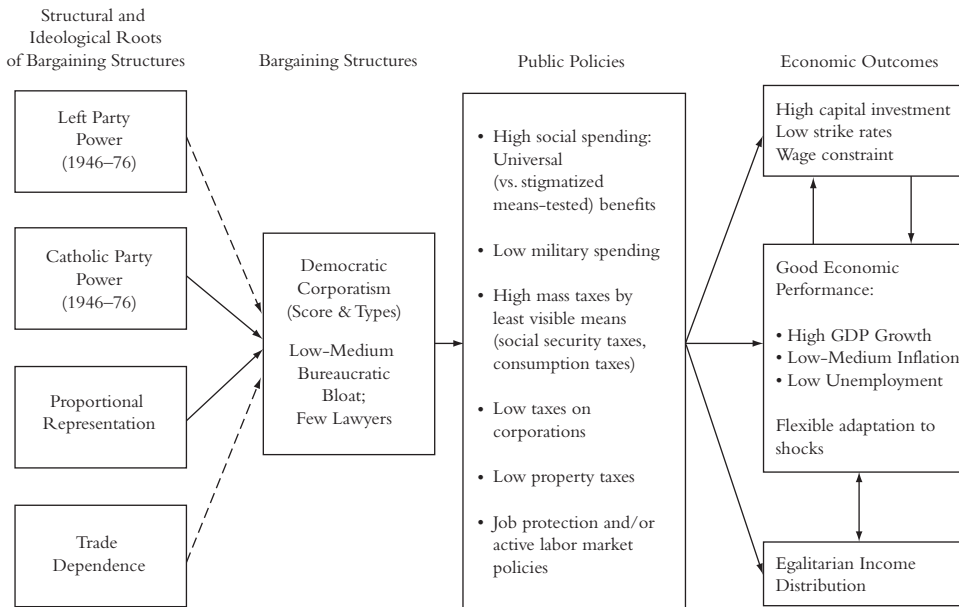 Structural and
Ideological Roots
of Bargaining Structures
Bargaining Structures
Public Policies
Economic Outcomes
Left Party
Power
(1946–76)
Catholic Party
Power
(1946–76)
Proportional
Representation
Trade
Dependence
Democratic
Corporatism
(Score & Types)
Low-Medium
Bureaucratic
Bloat;
Few Lawyers
• High social spending:
Universal
(vs. stigmatized
means-tested) benefits
• Low military spending
• High mass taxes by
least visible means
(social security taxes,
consumption taxes)
• Low taxes on
corporations
• Low property taxes
• Job protection and/or
active labor market
policies
High capital investment
Low strike rates
Wage constraint
Good Economic
Performance:
• High GDP Growth
• Low-Medium Inflation
• Low Unemployment
Flexible adaptation to
shocks
Egalitarian Income
Distribution